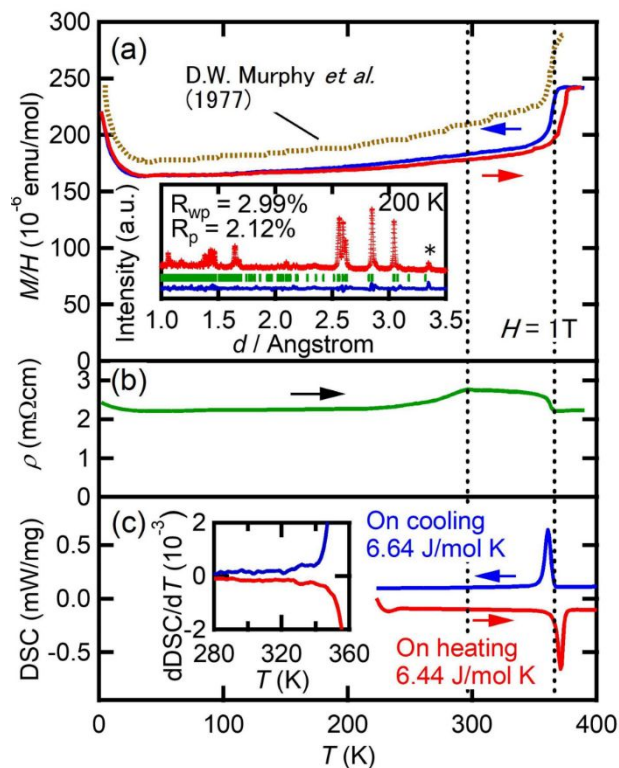 300
(a)
D.W. Murphy et al.
(1977)
250
200
150
100
50
0
M/H (10⁻⁶ emu/mol)
Rwp = 2.99%
Rp = 2.12%
200 K
*
Intensity (a.u.)
1.0 1.5 2.0 2.5 3.0 3.5
d / Angstrom
H = 1T
(b)
3
2
1
0
ρ (mΩcm)
(c)
0.5
0.0
-0.5
DSC (mW/mg)
2
0
-2
dDSC/dT (10⁻³)
280 320 360
T (K)
On cooling
6.64 J/mol K
On heating
6.44 J/mol K
0 100 200 300 400
T (K)